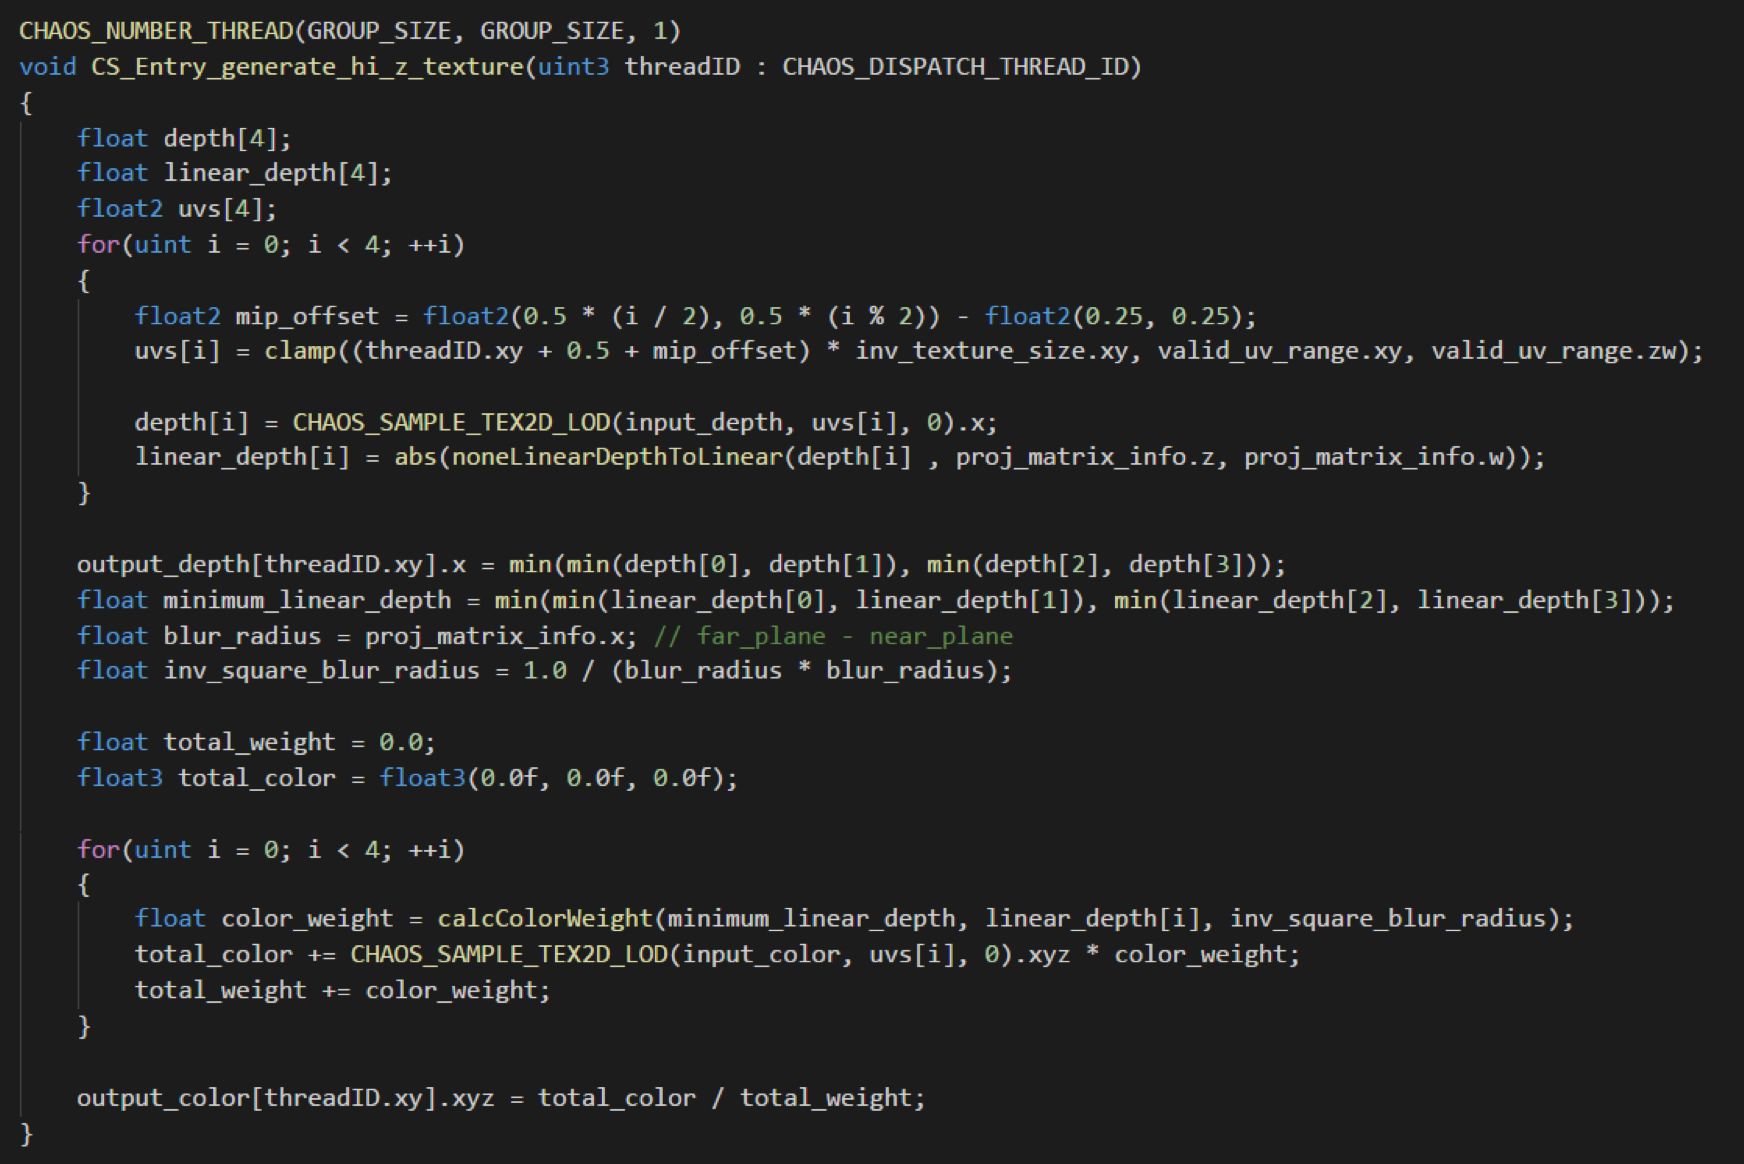 CHAOS_NUMBER_THREAD(GROUP_SIZE, GROUP_SIZE, 1)
void CS_Entry_generate_hi_z_texture(uint3 threadID : CHAOS_DISPATCH_THREAD_ID)
{
    float depth[4];
    float linear_depth[4];
    float2 uvs[4];
    for(uint i = 0; i < 4; ++i)
    {
        float2 mip_offset = float2(0.5 * (i / 2), 0.5 * (i % 2)) - float2(0.25, 0.25);
        uvs[i] = clamp((threadID.xy + 0.5 + mip_offset) * inv_texture_size.xy, valid_uv_range.xy, valid_uv_range.zw);

        depth[i] = CHAOS_SAMPLE_TEX2D_LOD(input_depth, uvs[i], 0).x;
        linear_depth[i] = abs(noneLinearDepthToLinear(depth[i] , proj_matrix_info.z, proj_matrix_info.w));
    }

    output_depth[threadID.xy].x = min(min(depth[0], depth[1]), min(depth[2], depth[3]));
    float minimum_linear_depth = min(min(linear_depth[0], linear_depth[1]), min(linear_depth[2], linear_depth[3]));
    float blur_radius = proj_matrix_info.x; // far_plane - near_plane
    float inv_square_blur_radius = 1.0 / (blur_radius * blur_radius);

    float total_weight = 0.0;
    float3 total_color = float3(0.0f, 0.0f, 0.0f);

    for(uint i = 0; i < 4; ++i)
    {
        float color_weight = calcColorWeight(minimum_linear_depth, linear_depth[i], inv_square_blur_radius);
        total_color += CHAOS_SAMPLE_TEX2D_LOD(input_color, uvs[i], 0).xyz * color_weight;
        total_weight += color_weight;
    }

    output_color[threadID.xy].xyz = total_color / total_weight;
}